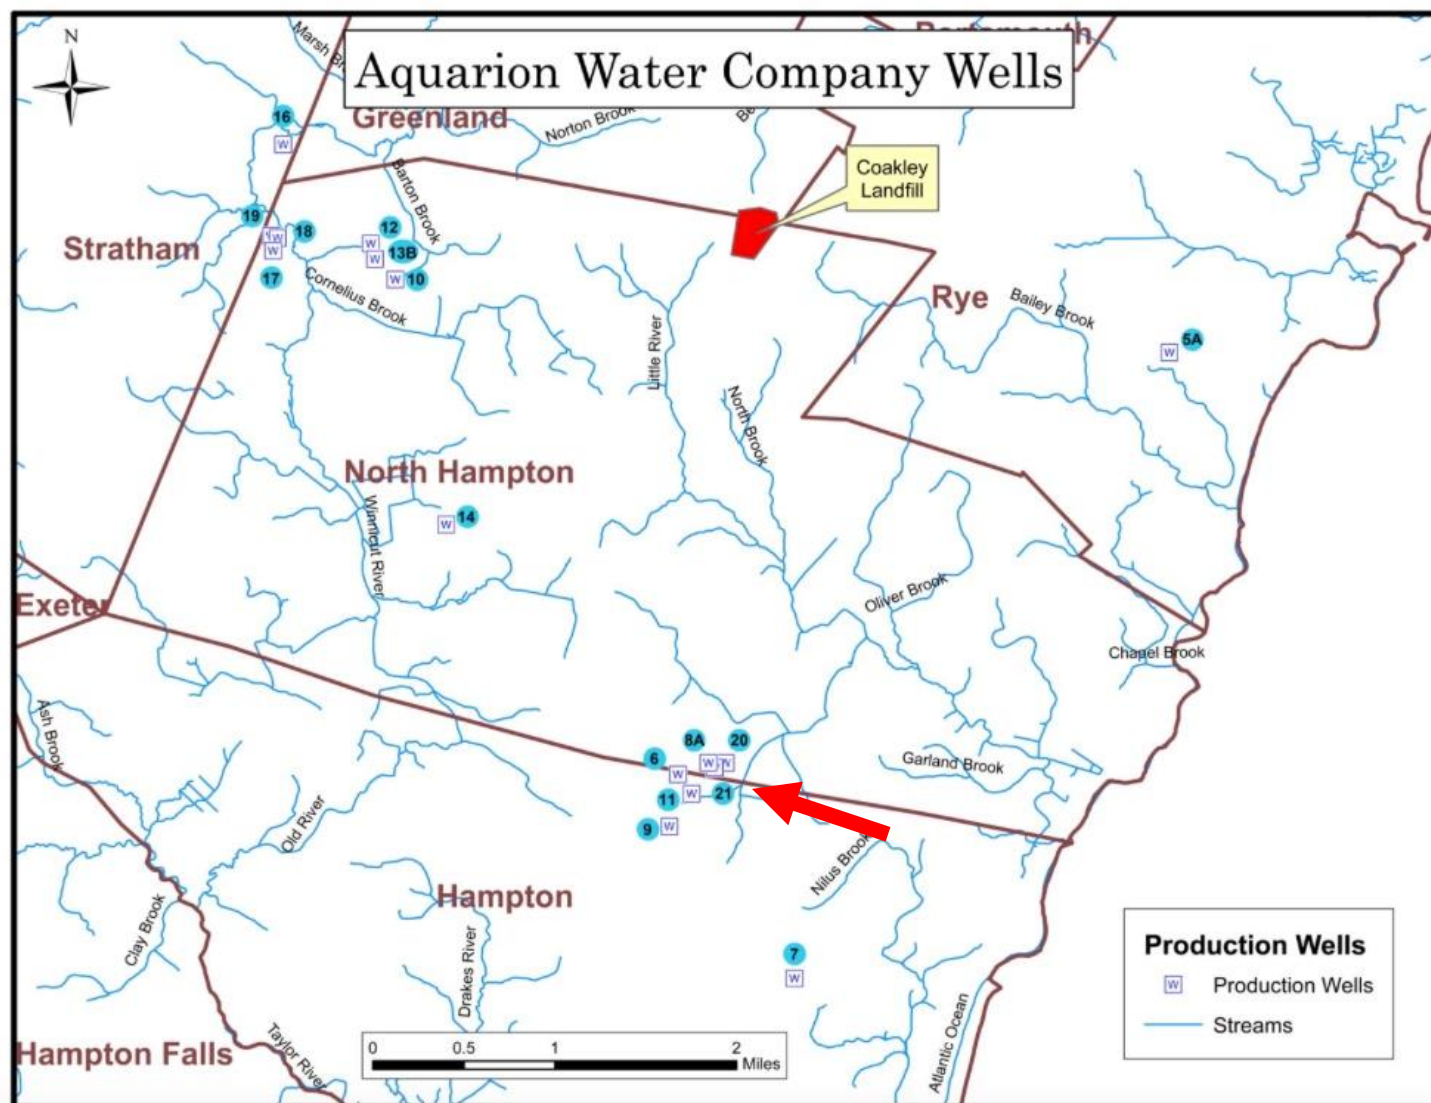 N
Aquarion Water Company Wells
Portsmouth
Marsh
Greenland
Norton Brook
Be
16
W
Coakley
Landfill
Barton Brook
19
18
12
W
W
W
Stratham
13B
W
17
W
10
Cornelius Brook
Rye
Bailey Brook
5A
W
Little River
North Brook
North Hampton
14
W
Winnicut River
Exeter
Oliver Brook
Chapel Brook
Ash Brook
8A
20
6
W
W
W
Garland Brook
11
W
21
9
W
Old River
Nilus Brook
Hampton
Clay Brook
Drakes River
7
W
Production Wells
W
Production Wells
Streams
Atlantic Ocean
Hampton Falls
Taylor River
0 0.5 1 2
Miles